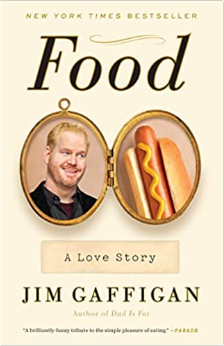 NEW YORK TIMES BESTSELLER
Food
A Love Story
JIM GAFFIGAN
Author of Dad Is Fat
"A brilliantly funny tribute to the simple pleasure of eating." —PARADE